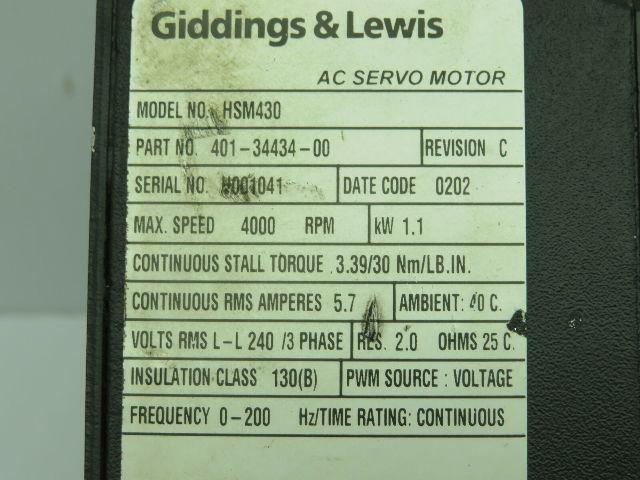 Giddings & Lewis
AC SERVO MOTOR
MODEL NO. HSM430
PART NO. 401-34434-00 REVISION C
SERIAL NO. N001041 DATE CODE 0202
MAX. SPEED 4000 RPM kW 1.1
CONTINUOUS STALL TORQUE 3.39/30 Nm/LB.IN.
CONTINUOUS RMS AMPERES 5.7 AMBIENT: 40 C.
VOLTS RMS L-L 240 /3 PHASE RES. 2.0 OHMS 25 C.
INSULATION CLASS 130(B) PWM SOURCE : VOLTAGE
FREQUENCY 0-200 Hz/TIME RATING: CONTINUOUS